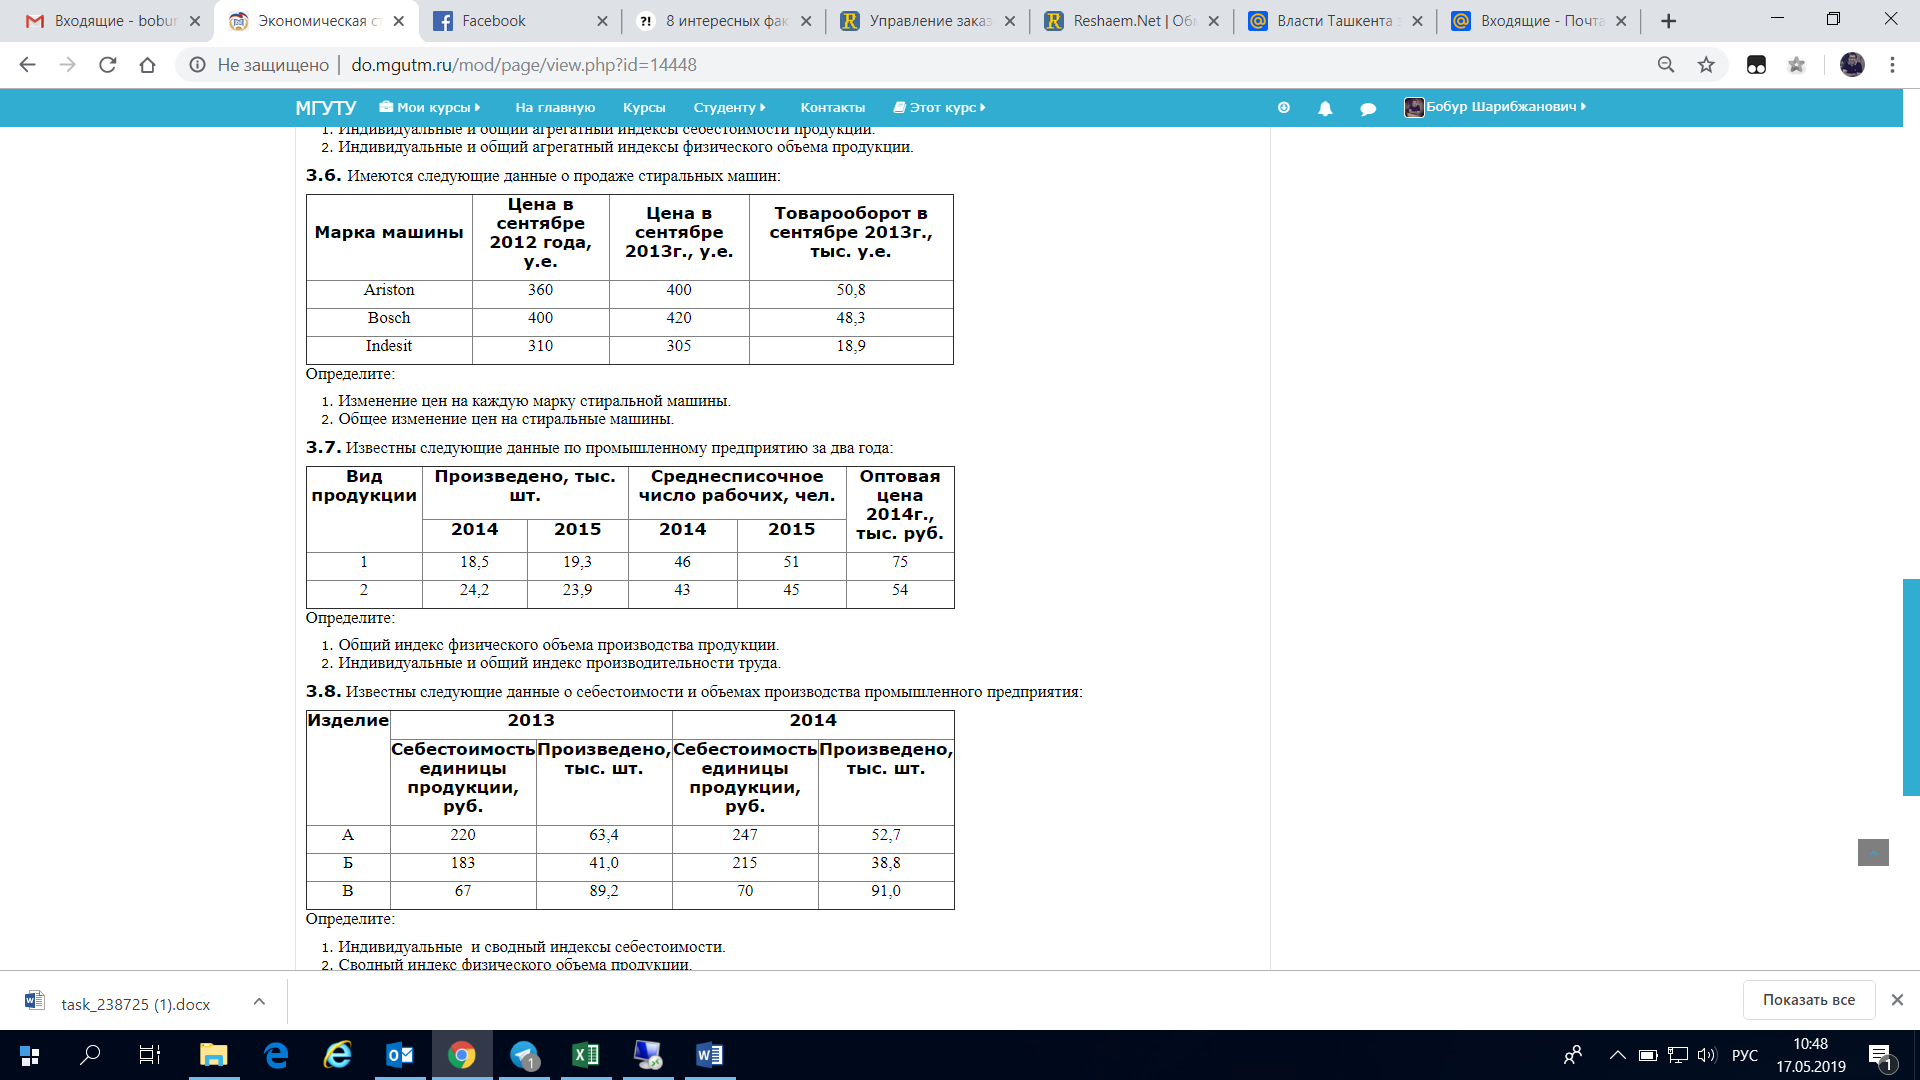 Входящие - bobur
Экономическая ст
Facebook
8 интересных фак
Управление заказ
Reshaem.Net | Об
Власти Ташкента з
Входящие - Почта
Не защищено | do.mgutm.ru/mod/page/view.php?id=14448
МГУТУ Мои курсы На главную Курсы Студенту Контакты Этот курс Бобур Шарибжанович
1. Индивидуальные и общий агрегатный индексы себестоимости продукции.
2. Индивидуальные и общий агрегатный индексы физического объема продукции.
3.6. Имеются следующие данные о продаже стиральных машин:
Марка машины
Цена в
сентябре
2012 года,
у.е.
Цена в
сентябре
2013г., у.е.
Товарооборот в
сентябре 2013г.,
тыс. у.е.
Ariston 360 400 50,8
Bosch 400 420 48,3
Indesit 310 305 18,9
Определите:
1. Изменение цен на каждую марку стиральной машины.
2. Общее изменение цен на стиральные машины.
3.7. Известны следующие данные по промышленному предприятию за два года:
Вид
продукции
Произведено, тыс.
шт.
Среднесписочное
число рабочих, чел.
Оптовая
цена
2014г.,
тыс. руб.
2014 2015 2014 2015
1 18,5 19,3 46 51 75
2 24,2 23,9 43 45 54
Определите:
1. Общий индекс физического объема производства продукции.
2. Индивидуальные и общий индекс производительности труда.
3.8. Известны следующие данные о себестоимости и объемах производства промышленного предприятия:
Изделие 2013 2014
Себестоимость
единицы
продукции,
руб.
Произведено,
тыс. шт.
Себестоимость
единицы
продукции,
руб.
Произведено,
тыс. шт.
А 220 63,4 247 52,7
Б 183 41,0 215 38,8
В 67 89,2 70 91,0
Определите:
1. Индивидуальные и сводный индексы себестоимости.
2. Сводный индекс физического объема продукции.
task_238725 (1).docx
Показать все
1
РУС
10:48
17.05.2019
1